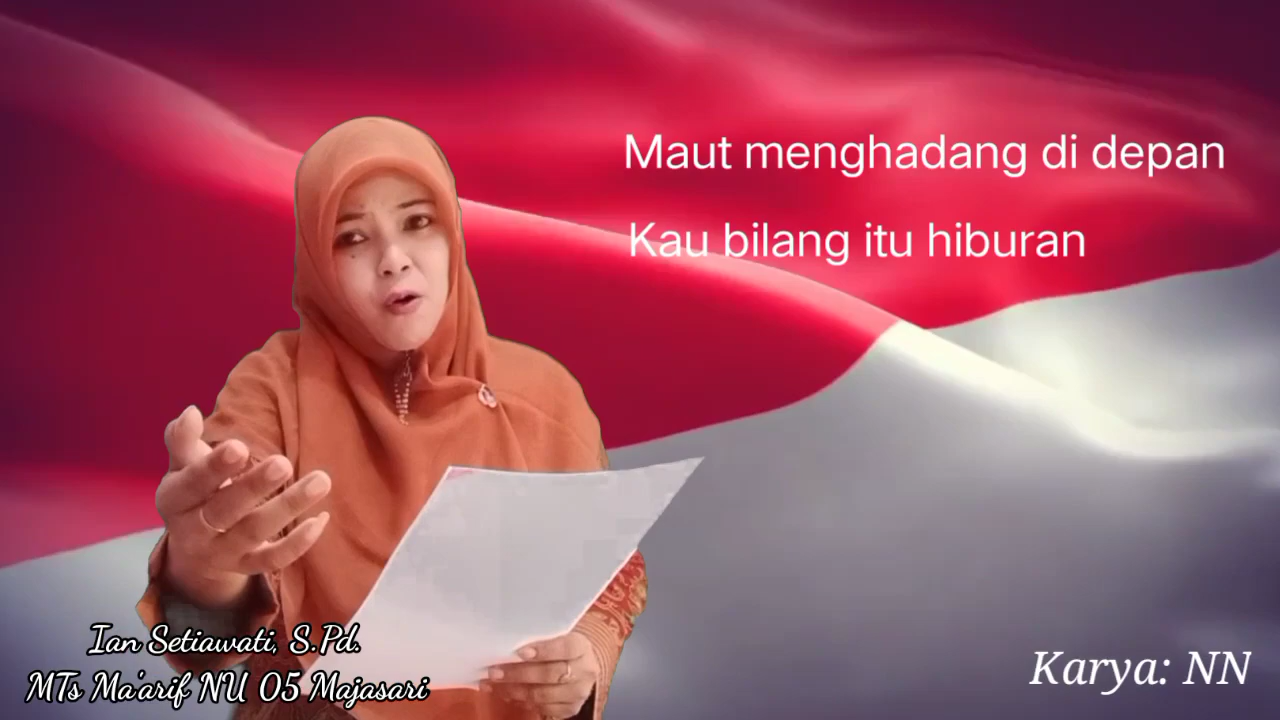 Maut menghadang di depan
Kau bilang itu hiburan
Ian Setiawati, S.Pd.
MTs Ma'arif NU 05 Majasari
Karya: NN